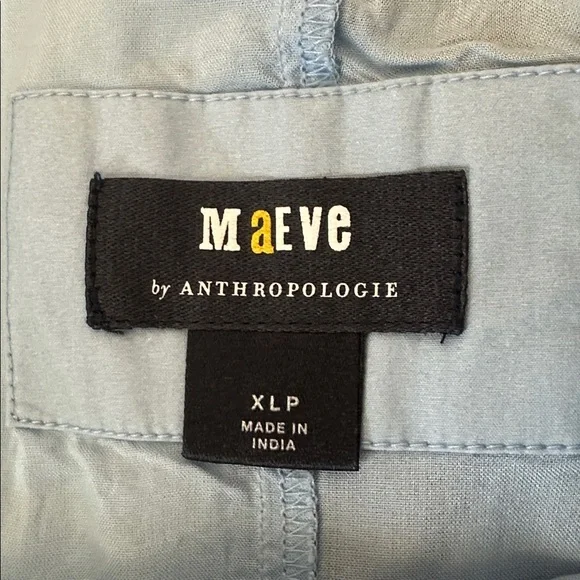 MaEVe
by ANTHROPOLOGIE
XLP
MADE IN
INDIA